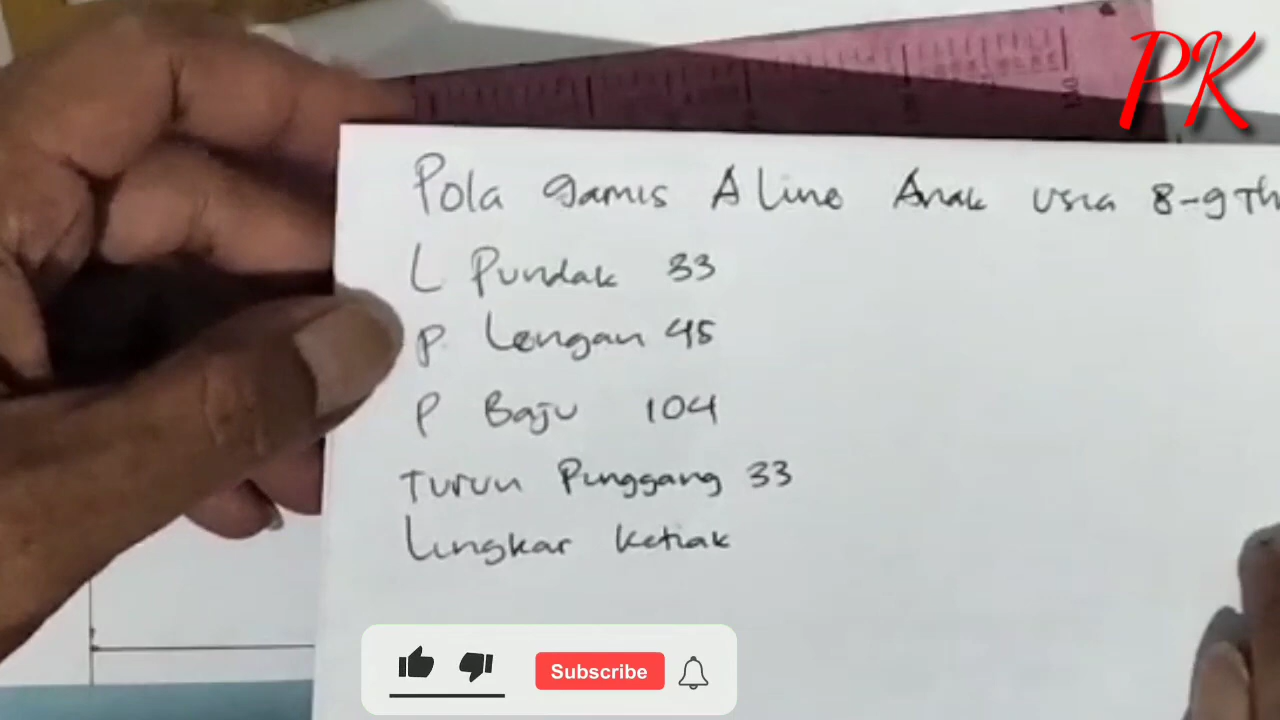 PK
Pola gamis A Line Anak usia 8-9 Th
L Pundak 33
P Lengan 45
P Baju 104
Turun Pinggang 33
Lingkar Ketiak
Subscribe